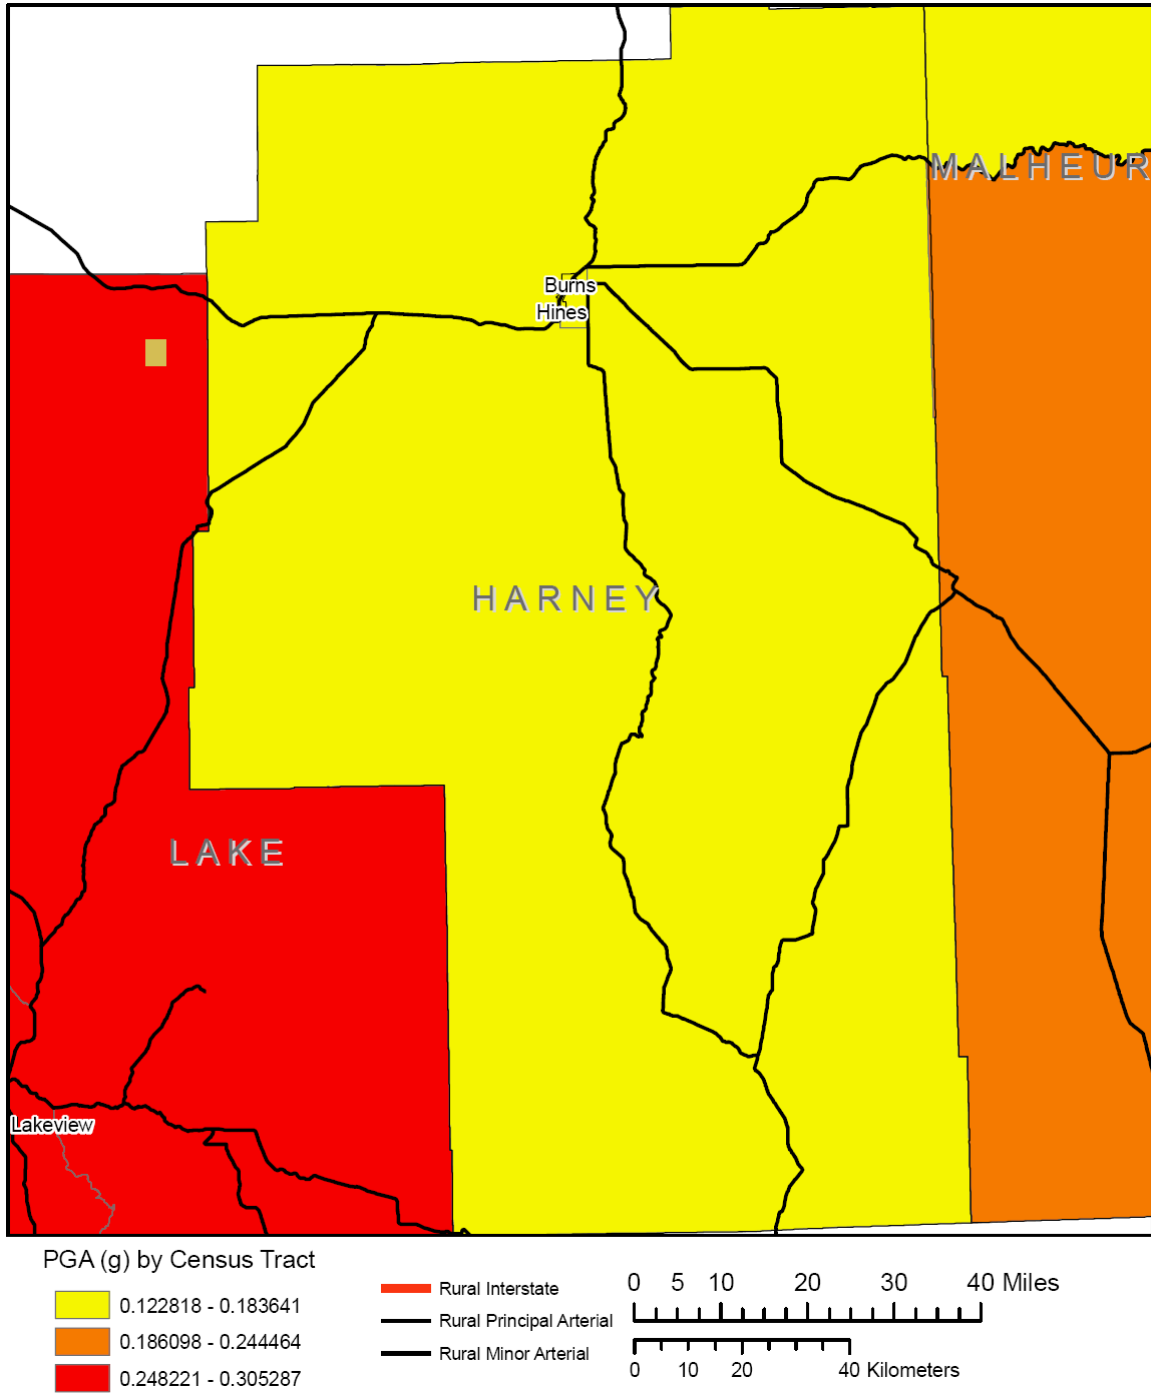 MALHEUR
Burns
Hines
HARNEY
LAKE
Lakeview
PGA (g) by Census Tract
0.122818 - 0.183641
0.186098 - 0.244464
0.248221 - 0.305287
Rural Interstate
Rural Principal Arterial
Rural Minor Arterial
0 5 10 20 30 40 Miles
0 10 20 40 Kilometers